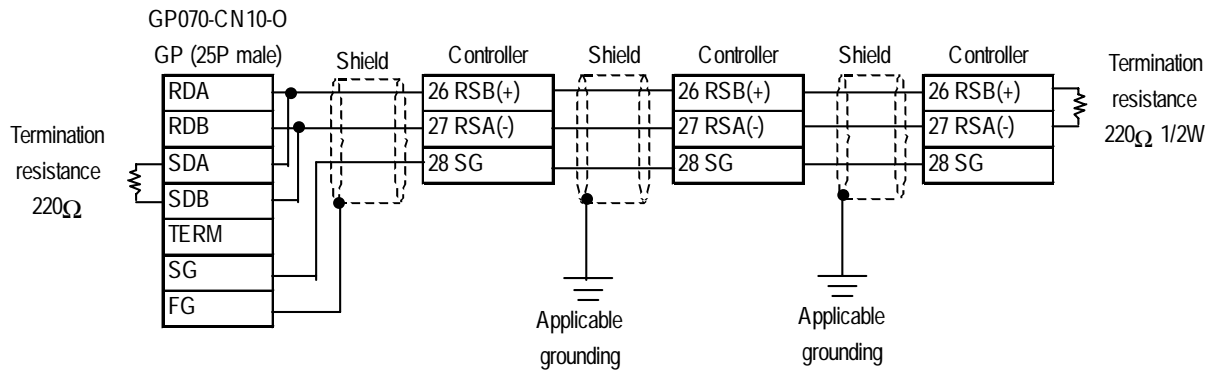 GP070-CN10-O
GP (25P male)
Shield
Controller
Shield
Controller
Shield
Controller
RDA
RDB
SDA
SDB
TERM
SG
FG
Termination
resistance
220Ω
26 RSB(+)
27 RSA(-)
28 SG
26 RSB(+)
27 RSA(-)
28 SG
26 RSB(+)
27 RSA(-)
28 SG
Termination
resistance
220Ω 1/2W
Applicable
grounding
Applicable
grounding